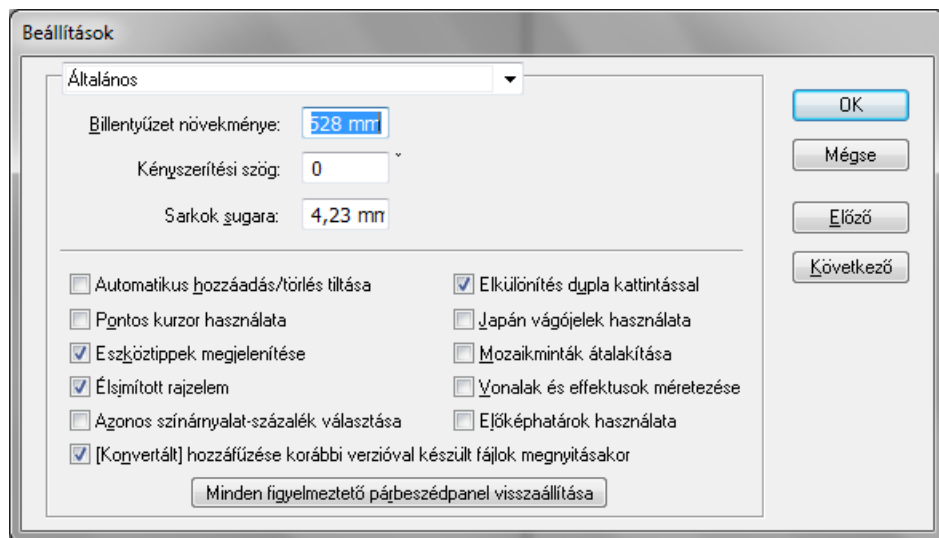 Beállítások
Általános
Billentyűzet növekménye: 528 mm
Kényszerítési szög: 0 ˇ
Sarkok sugara: 4,23 mm
OK
Mégse
Előző
Következő
Automatikus hozzáadás/törlés tiltása
Elkülönítés dupla kattintással
Pontos kurzor használata
Japán vágójelek használata
Eszköztippek megjelenítése
Mozaikminták átalakítása
Élsimított rajzelem
Vonalak és effektusok méretezése
Azonos színárnyalat-százalék választása
Előképhatárok használata
[Konvertált] hozzáfűzése korábbi verzióval készült fájlok megnyitásakor
Minden figyelmeztető párbeszédpanel visszaállítása